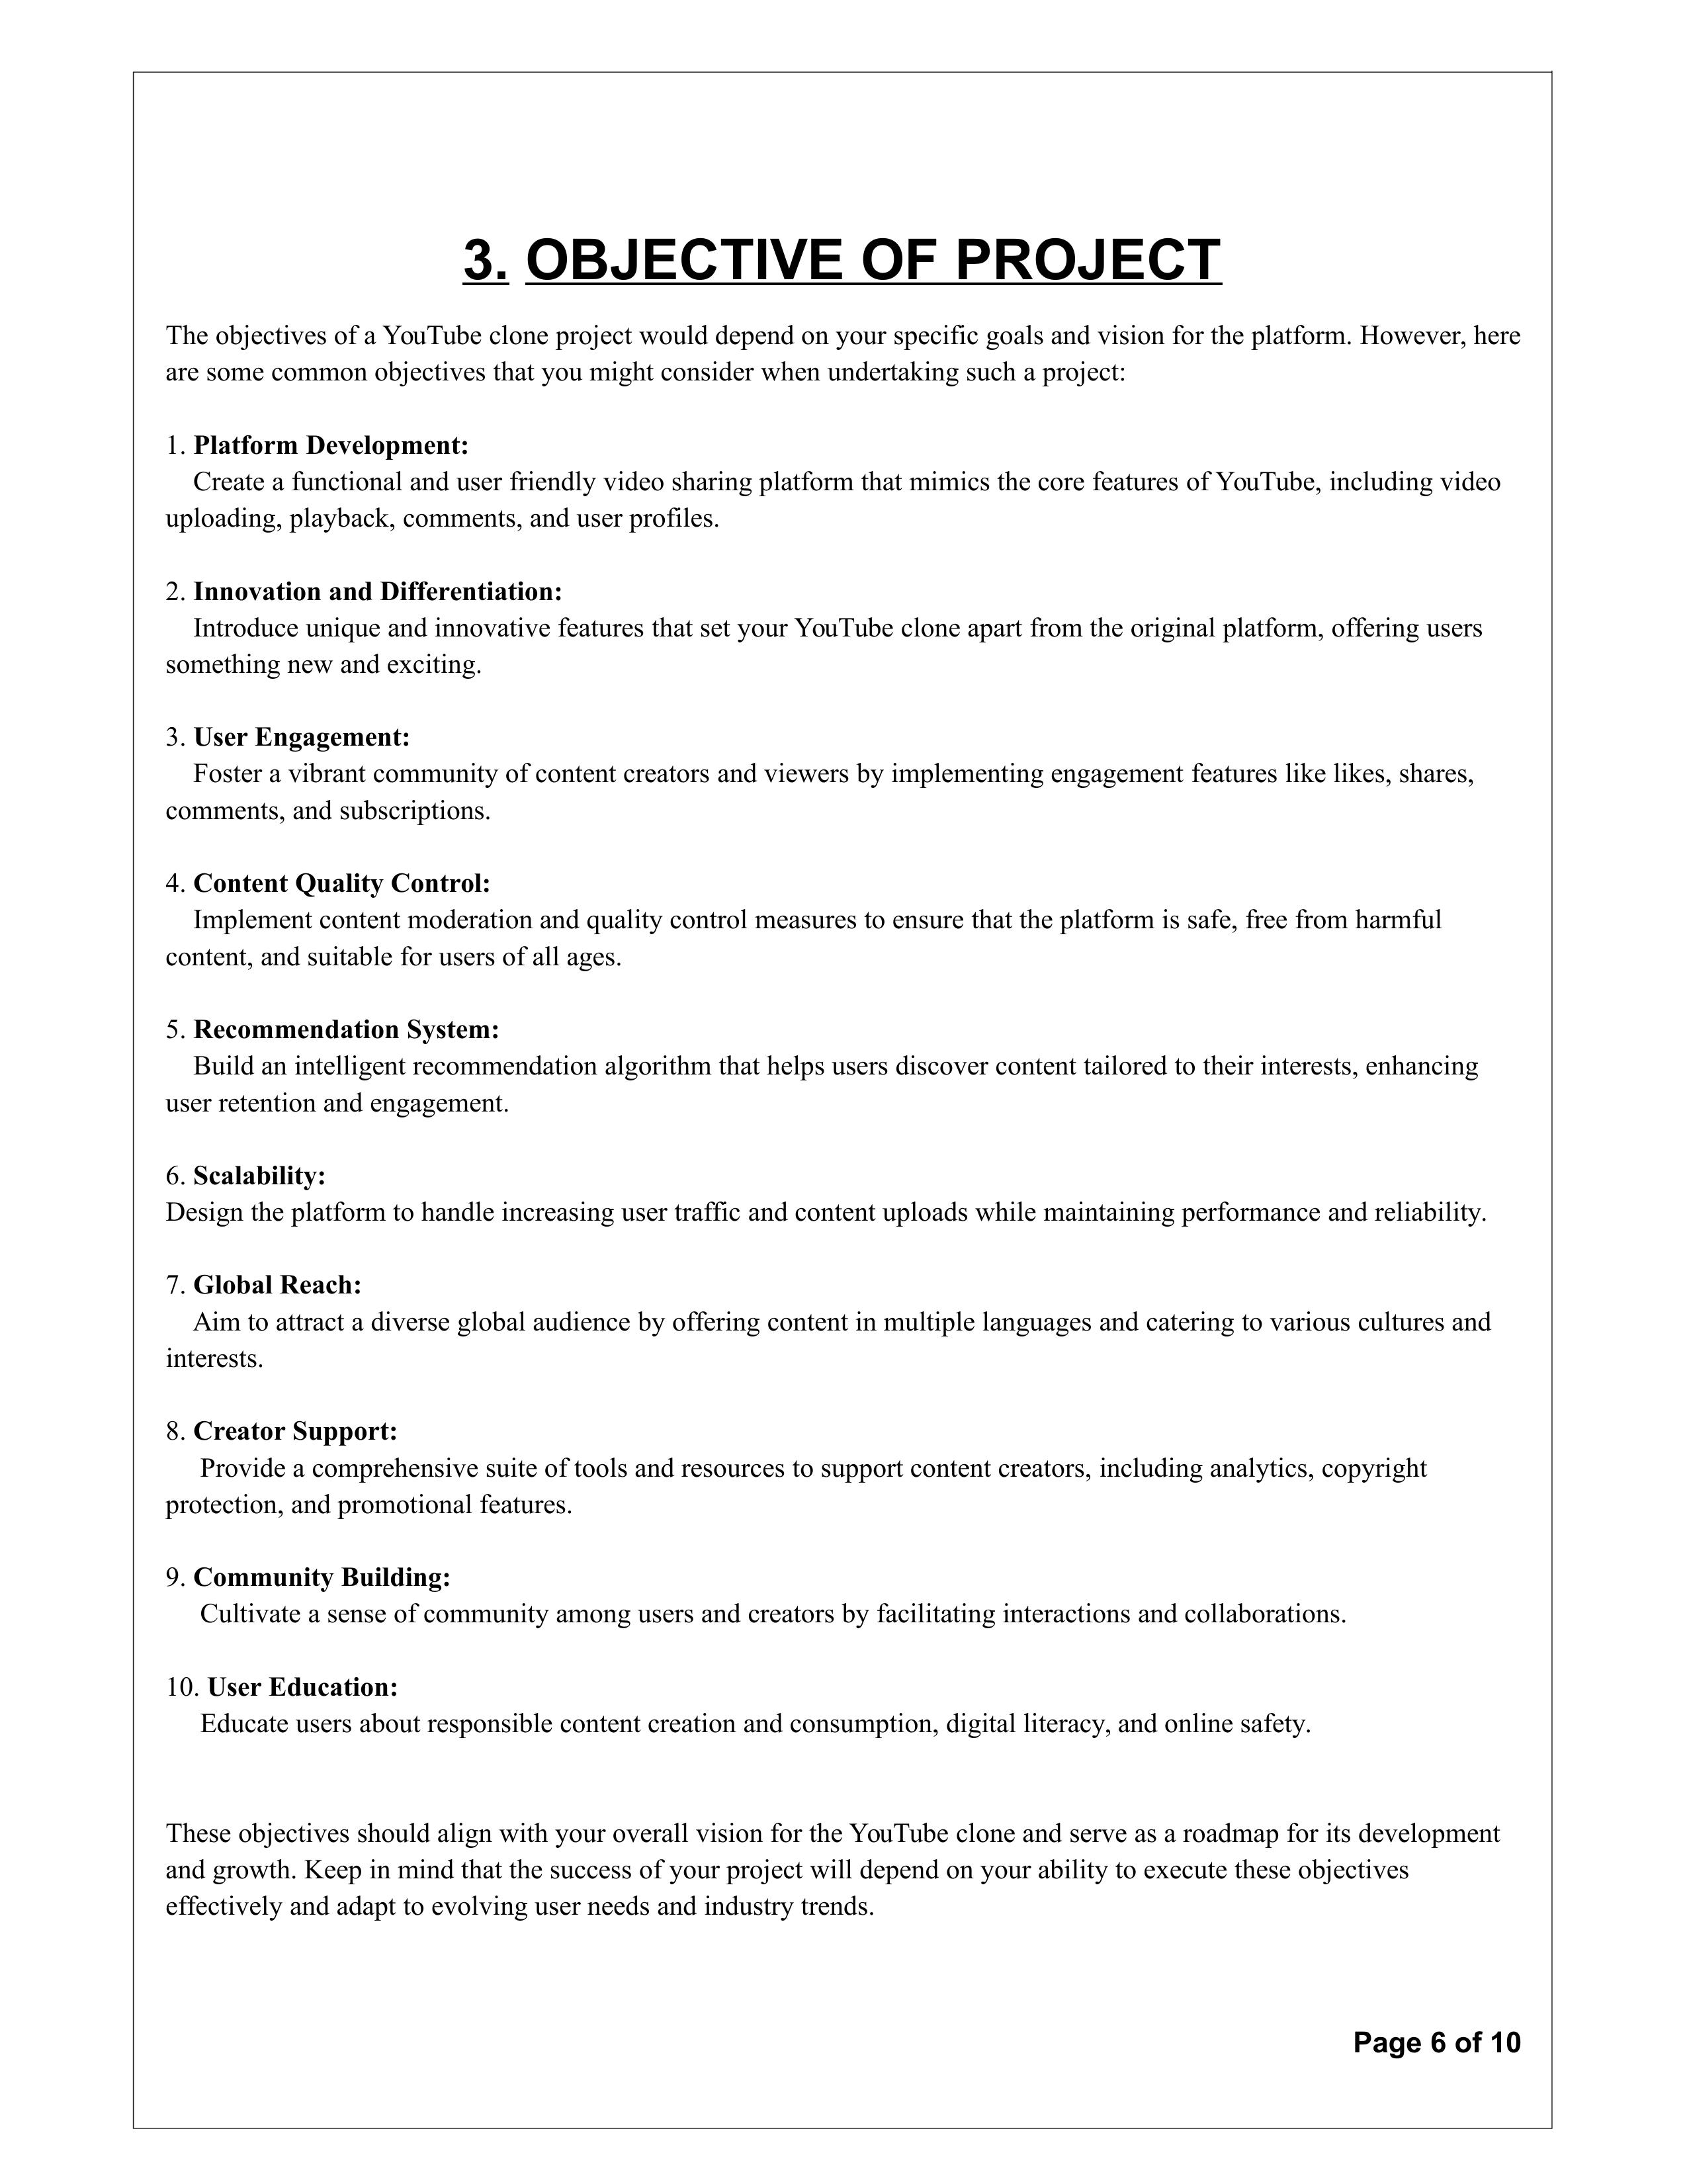 3. OBJECTIVE OF PROJECT
The objectives of a YouTube clone project would depend on your specific goals and vision for the platform. However, here
are some common objectives that you might consider when undertaking such a project:
1. Platform Development:
Create a functional and user friendly video sharing platform that mimics the core features of YouTube, including video
uploading, playback, comments, and user profiles.
2. Innovation and Differentiation:
Introduce unique and innovative features that set your YouTube clone apart from the original platform, offering users
something new and exciting.
3. User Engagement:
Foster a vibrant community of content creators and viewers by implementing engagement features like likes, shares,
comments, and subscriptions.
4. Content Quality Control:
Implement content moderation and quality control measures to ensure that the platform is safe, free from harmful
content, and suitable for users of all ages.
5. Recommendation System:
Build an intelligent recommendation algorithm that helps users discover content tailored to their interests, enhancing
user retention and engagement.
6. Scalability:
Design the platform to handle increasing user traffic and content uploads while maintaining performance and reliability.
7. Global Reach:
Aim to attract a diverse global audience by offering content in multiple languages and catering to various cultures and
interests.
8. Creator Support:
Provide a comprehensive suite of tools and resources to support content creators, including analytics, copyright
protection, and promotional features.
9. Community Building:
Cultivate a sense of community among users and creators by facilitating interactions and collaborations.
10. User Education:
Educate users about responsible content creation and consumption, digital literacy, and online safety.
These objectives should align with your overall vision for the YouTube clone and serve as a roadmap for its development
and growth. Keep in mind that the success of your project will depend on your ability to execute these objectives
effectively and adapt to evolving user needs and industry trends.
Page 6 of 10